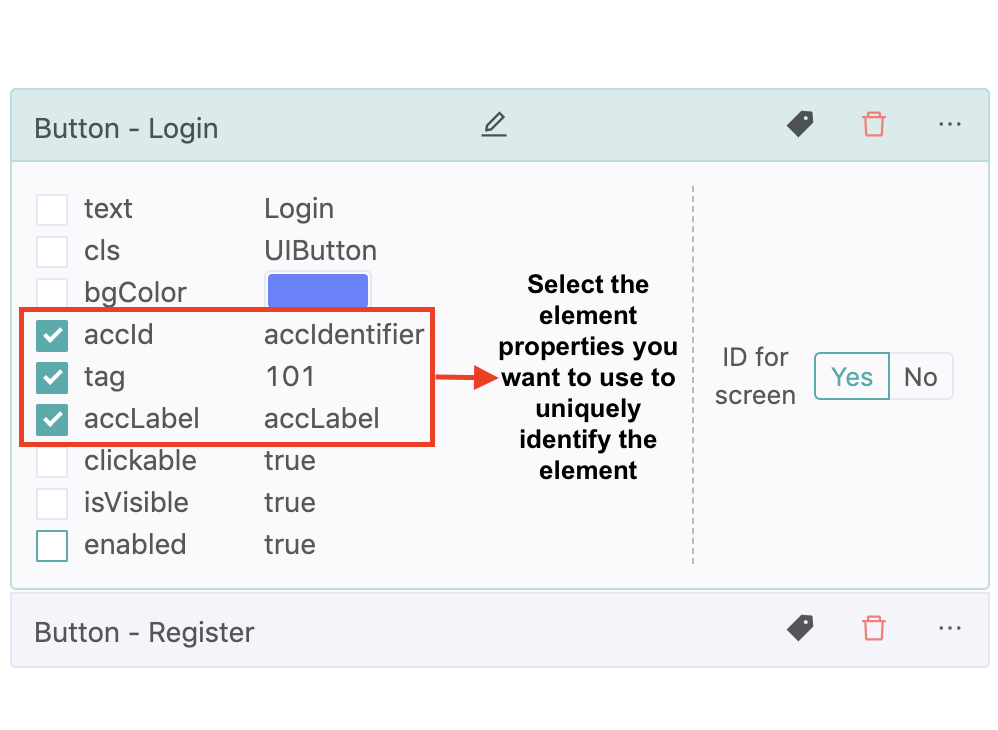 Button - Login
text Login
cls UIButton
bgColor
accId accIdentifier
tag 101
accLabel accLabel
clickable true
isVisible true
enabled true
Select the
element
properties you
want to use to
uniquely
identify the
element
ID for
screen
Yes No
Button - Register